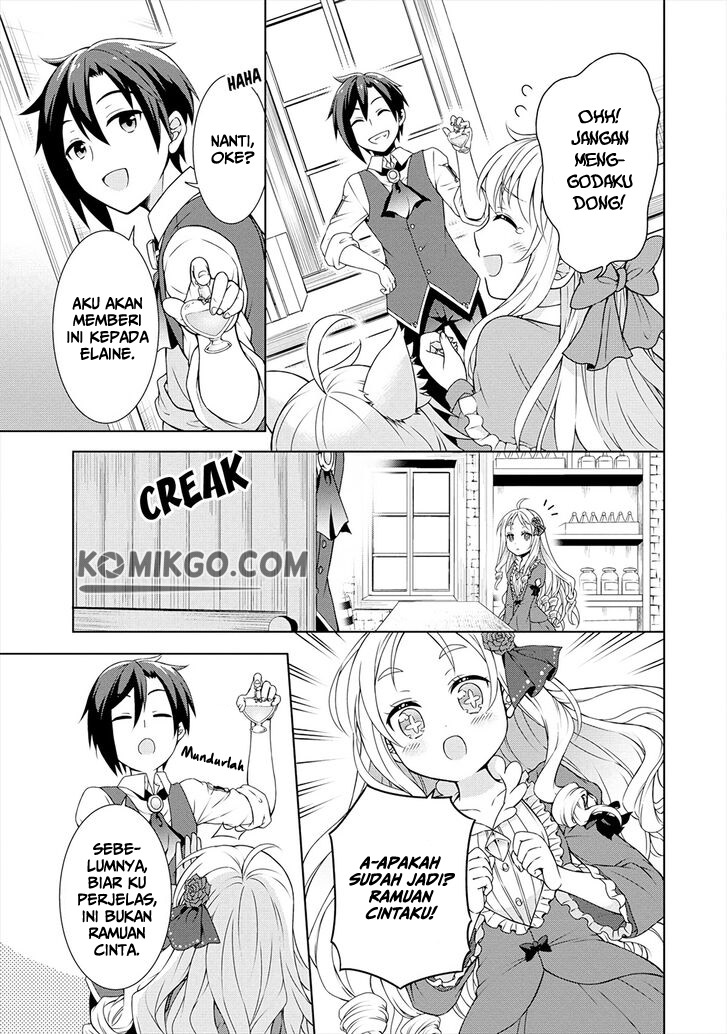 OHH!
JANGAN
MENG-
GODAKU
DONG!
HAHA
NANTI,
OKE?
AKU AKAN
MEMBERI
INI KEPADA
ELAINE.
CREAK
KOMIKGO.COM
A-APAKAH
SUDAH JADI?
RAMUAN
CINTAKU!
Mundurlah
SEBE-
LUMNYA,
BIAR KU
PERJELAS,
INI BUKAN
RAMUAN
CINTA.